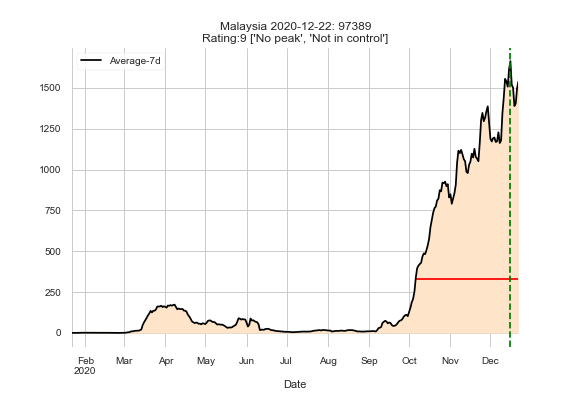 Malaysia 2020-12-22: 97389
Rating:9 ['No peak', 'Not in control']
Average-7d
1500
1250
1000
750
500
250
0
Feb Mar Apr May Jun Jul Aug Sep Oct Nov Dec
2020
Date